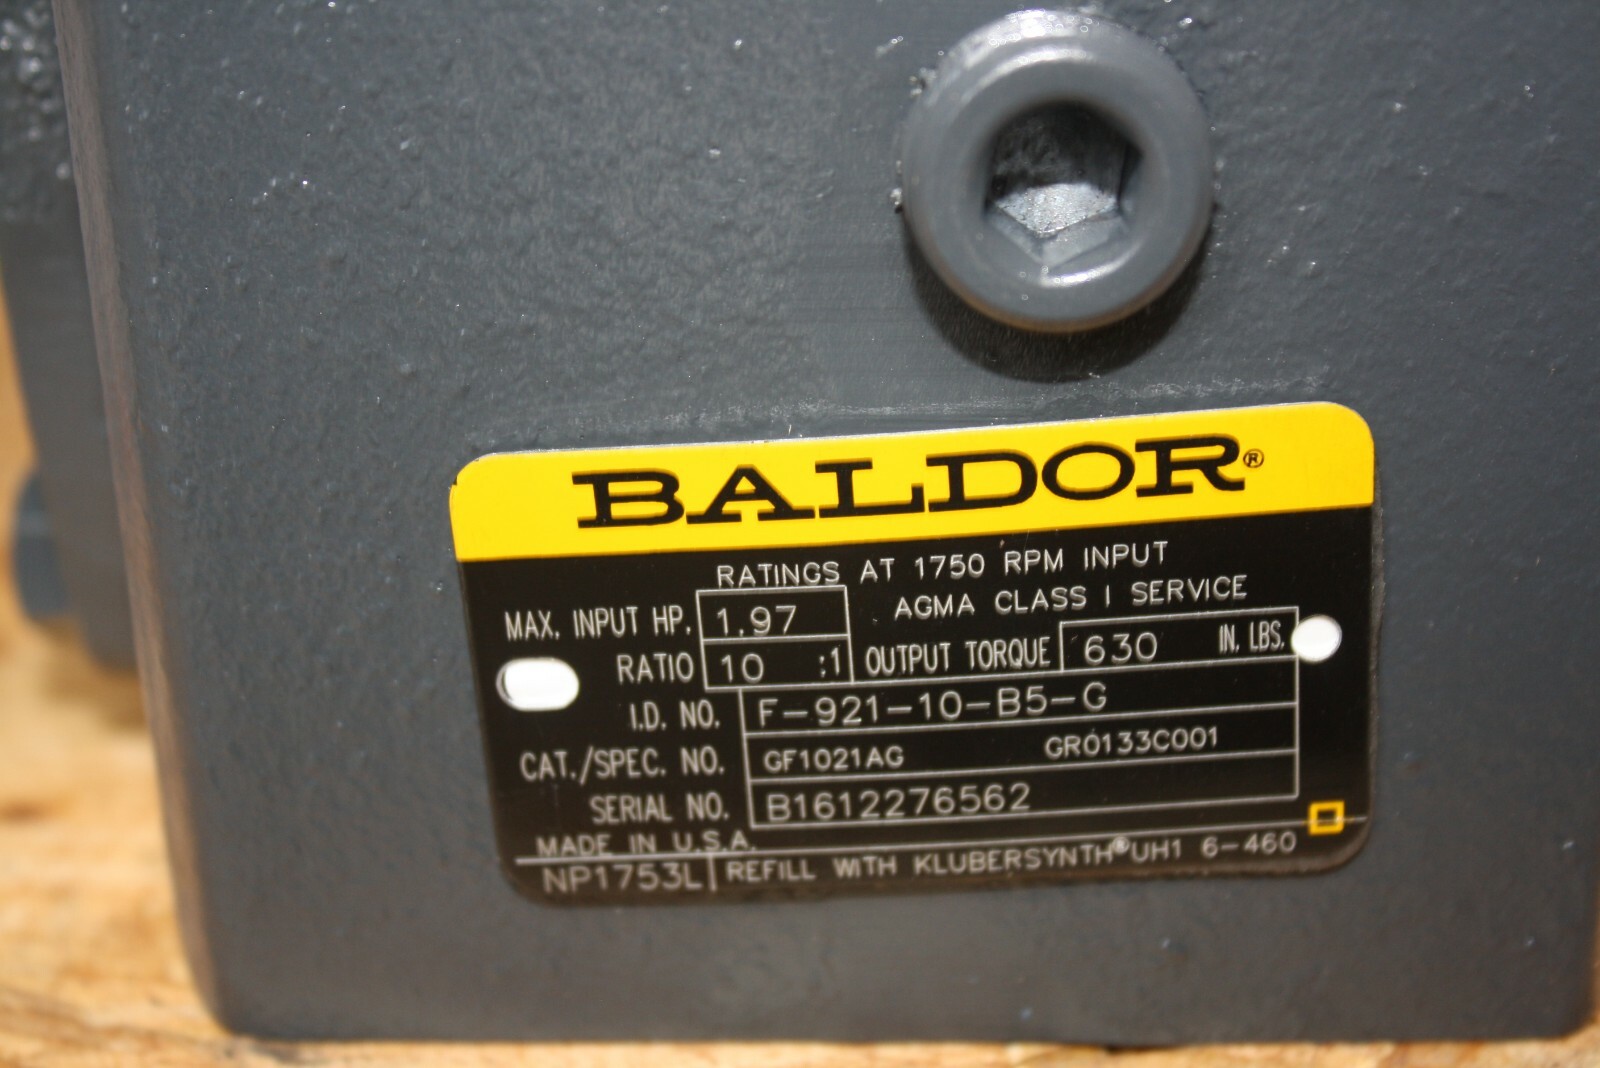 BALDOR®
RATINGS AT 1750 RPM INPUT
AGMA CLASS I SERVICE
MAX. INPUT HP. 1.97
RATIO 10 :1 OUTPUT TORQUE 630 IN. LBS.
I.D. NO. F-921-10-B5-G
CAT./SPEC. NO. GF1021AG GR0133C001
SERIAL NO. B1612276562
MADE IN U.S.A.
NP1753L REFILL WITH KLUBERSYNTH® UH1 6-460